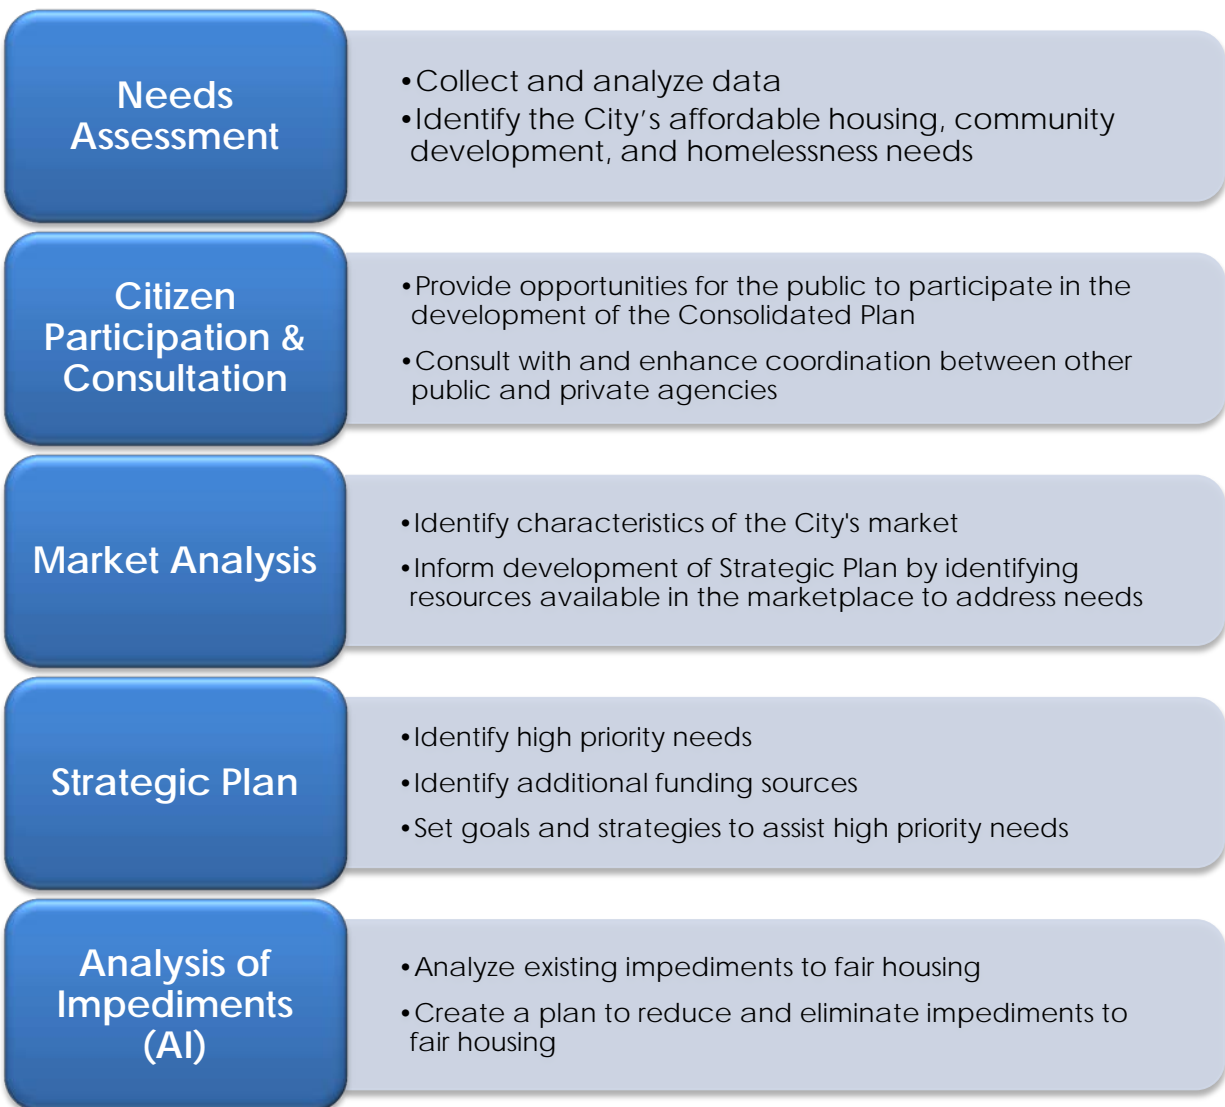 Needs
Assessment
•Collect and analyze data
•Identify the City’s affordable housing, community
development, and homelessness needs
Citizen
Participation &
Consultation
•Provide opportunities for the public to participate in the
development of the Consolidated Plan
•Consult with and enhance coordination between other
public and private agencies
Market Analysis
•Identify characteristics of the City's market
•Inform development of Strategic Plan by identifying
resources available in the marketplace to address needs
Strategic Plan
•Identify high priority needs
•Identify additional funding sources
•Set goals and strategies to assist high priority needs
Analysis of
Impediments
(AI)
•Analyze existing impediments to fair housing
•Create a plan to reduce and eliminate impediments to
fair housing